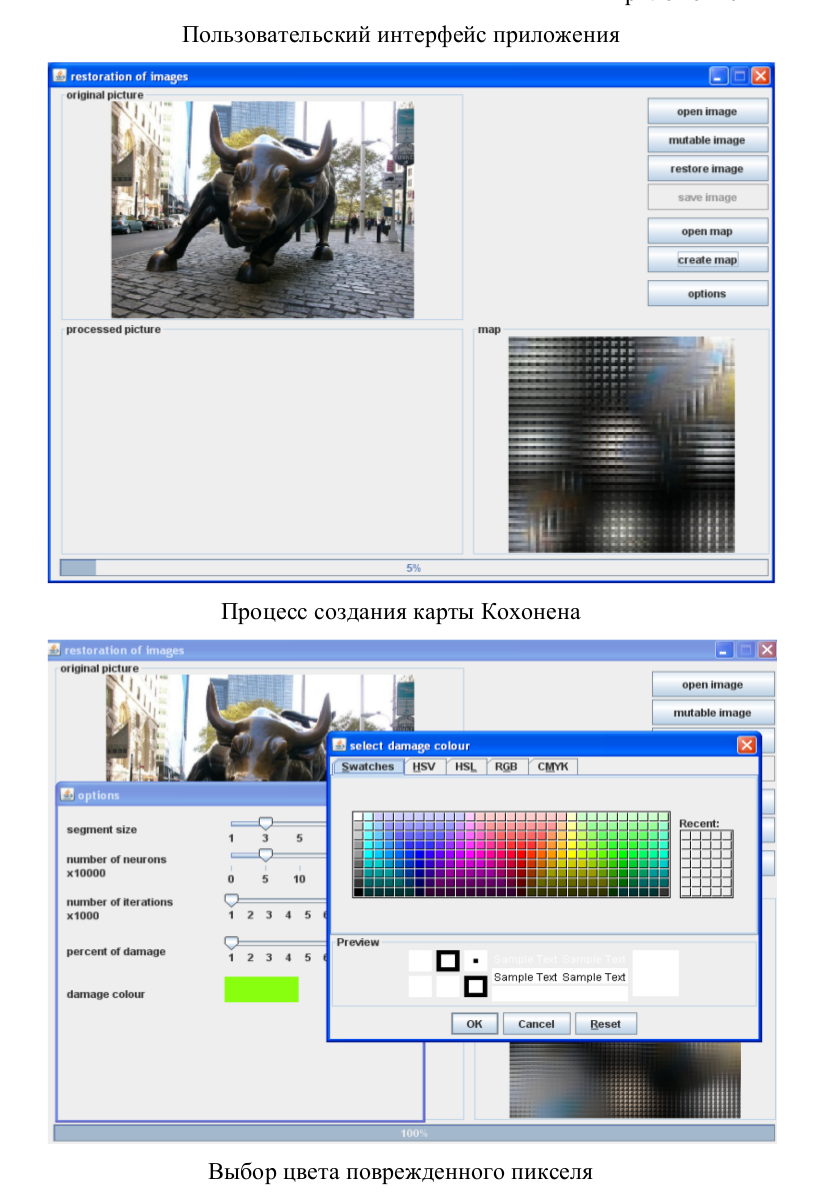 Пользовательский интерфейс приложения
restoration of images
original picture
open image
mutable image
restore image
save image
open map
create map
options
processed picture
map
5%
Процесс создания карты Кохонена
restoration of images
original picture
open image
mutable image
select damage colour
Swatches HSV HSL RGB CMYK
options
segment size
1 3 5
number of neurons
x10000
0 5 10
number of iterations
x1000
1 2 3 4 5
percent of damage
1 2 3 4 5
damage colour
Recent:
Preview
Sample Text Sample Text
Sample Text Sample Text
OK Cancel Reset
100%
Выбор цвета поврежденного пикселя